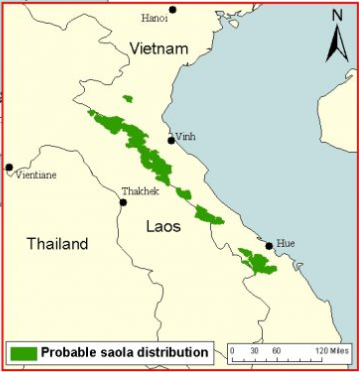 Hanoi
Vietnam
N
Vinh
Vientiane
Thakhek
Laos
Hue
Thailand
Probable saola distribution
0 30 60 120 Miles